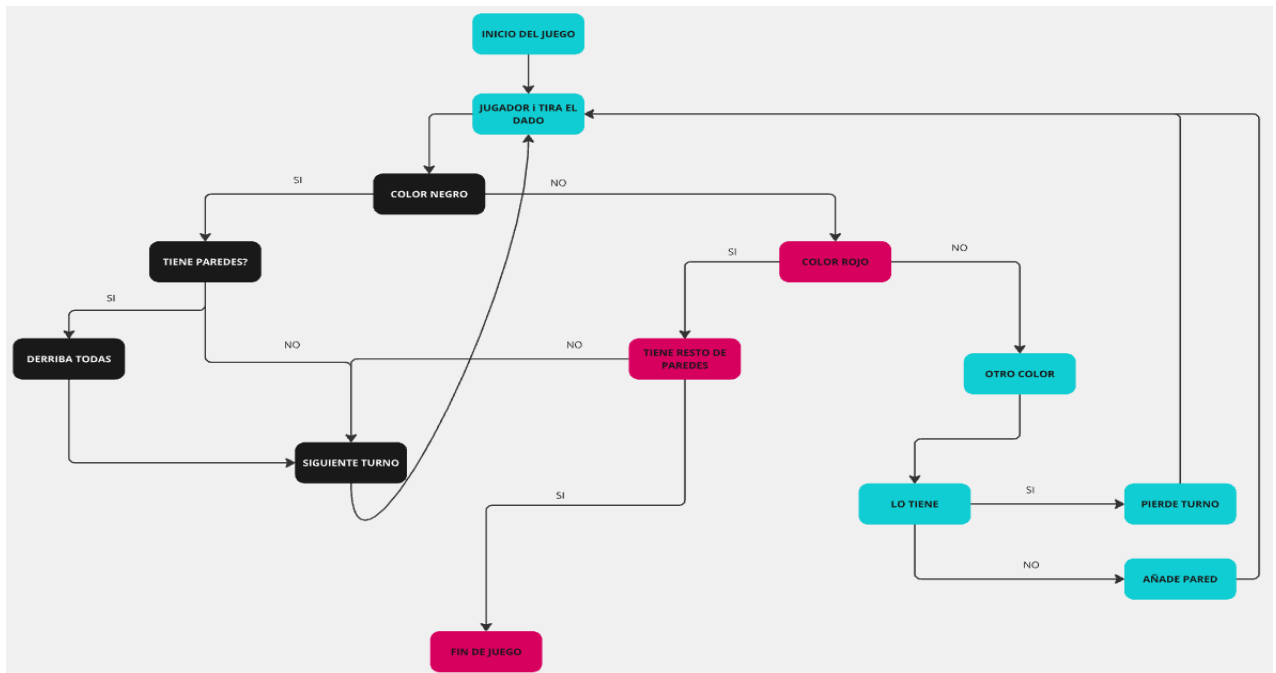 INICIO DEL JUEGO
JUGADOR i TIRA EL
DADO
SI
COLOR NEGRO
NO
TIENE PAREDES?
SI
COLOR ROJO
NO
SI
DERRIBA TODAS
NO
NO
TIENE RESTO DE
PAREDES
OTRO COLOR
SIGUIENTE TURNO
SI
LO TIENE
SI
PIERDE TURNO
NO
AÑADE PARED
FIN DE JUEGO